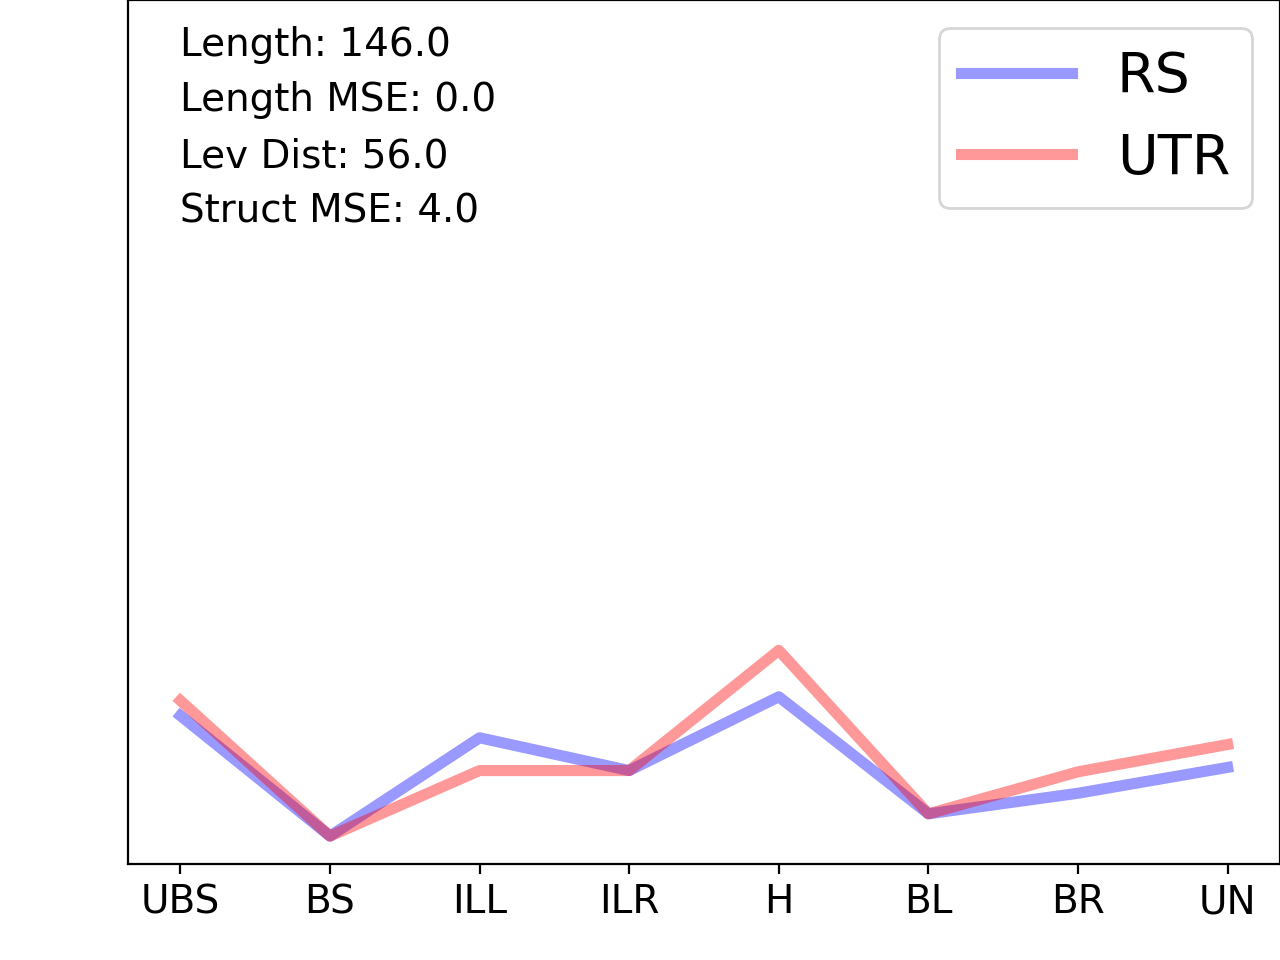 Length: 146.0
Length MSE: 0.0
Lev Dist: 56.0
Struct MSE: 4.0
RS
UTR
UBS BS ILL ILR H BL BR UN